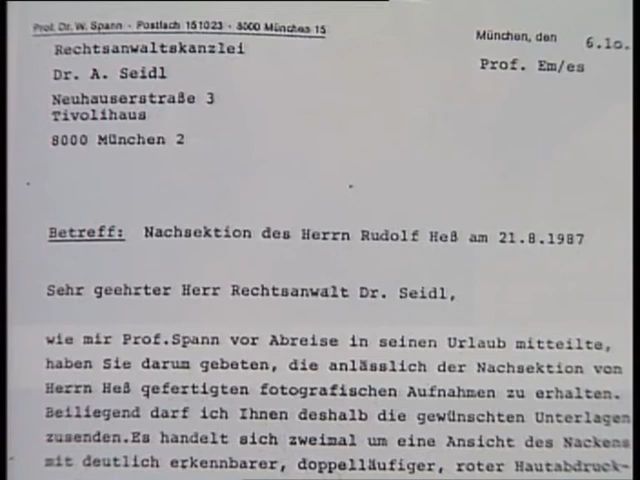 Prof. Dr. W. Spann · Postfach 151023 · 8000 München 15
München, den 6.10.
Rechtsanwaltskanzlei
Prof. Em/es
Dr. A. Seidl
Neuhauserstraße 3
Tivolihaus
8000 München 2
Betreff: Nachsektion des Herrn Rudolf Heß am 21.8.1987
Sehr geehrter Herr Rechtsanwalt Dr. Seidl,
wie mir Prof.Spann vor Abreise in seinen Urlaub mitteilte,
haben Sie darum gebeten, die anläßlich der Nachsektion von
Herrn Heß gefertigten fotografischen Aufnahmen zu erhalten.
Beiliegend darf ich Ihnen deshalb die gewünschten Unterlagen
zusenden.Es handelt sich zweimal um eine Ansicht des Nackens
mit deutlich erkennbarer, doppelläufiger, roter Hautabdruck-